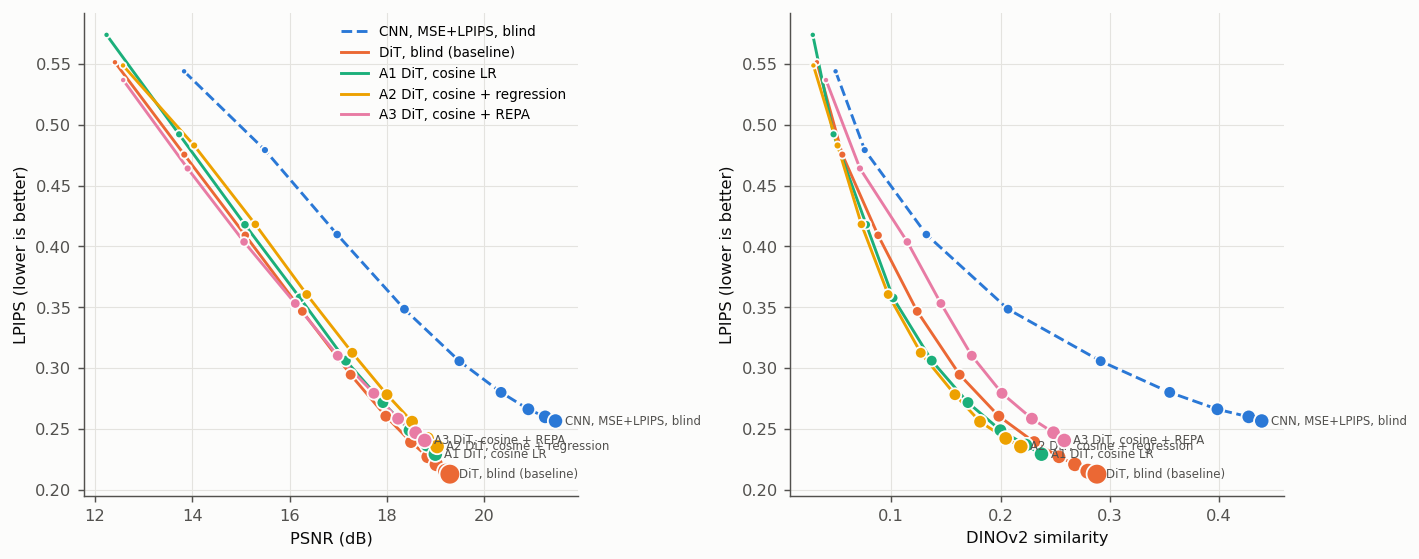 CNN, MSE+LPIPS, blind
DiT, blind (baseline)
A1 DiT, cosine LR
A2 DiT, cosine + regression
A3 DiT, cosine + REPA
LPIPS (lower is better)
0.55
0.50
0.45
0.40
0.35
0.30
0.25
0.20
CNN, MSE+LPIPS, blind
A3 DiT, cosine + REPA
A2 DiT, cosine + regression
A1 DiT, cosine LR
DiT, blind (baseline)
12
14
16
18
20
PSNR (dB)
LPIPS (lower is better)
0.55
0.50
0.45
0.40
0.35
0.30
0.25
0.20
CNN, MSE+LPIPS, blind
A3 DiT, cosine + REPA
A2 DiT, cosine + regression
A1 DiT, cosine LR
DiT, blind (baseline)
0.1
0.2
0.3
0.4
DINOv2 similarity